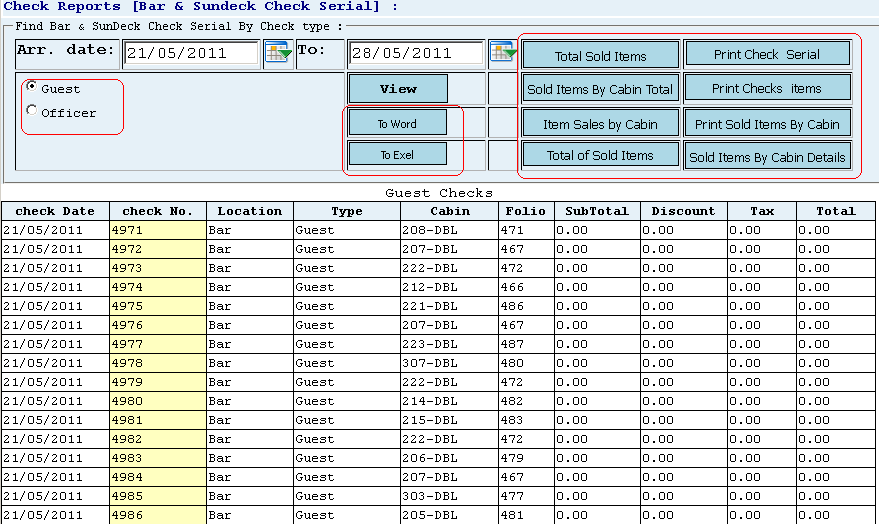 Check Reports [Bar & Sundeck Check Serial] :
Find Bar & SunDeck Check Serial By Check type :
Arr. date: 21/05/2011 To: 28/05/2011
Total Sold Items Print Check Serial
Guest View Sold Items By Cabin Total Print Checks items
Officer To Word Item Sales by Cabin Print Sold Items By Cabin
To Exel Total of Sold Items Sold Items By Cabin Details
Guest Checks
check Date check No. Location Type Cabin Folio SubTotal Discount Tax Total
21/05/2011 4971 Bar Guest 208-DBL 471 0.00 0.00 0.00 0.00
21/05/2011 4972 Bar Guest 207-DBL 467 0.00 0.00 0.00 0.00
21/05/2011 4973 Bar Guest 222-DBL 472 0.00 0.00 0.00 0.00
21/05/2011 4974 Bar Guest 212-DBL 466 0.00 0.00 0.00 0.00
21/05/2011 4975 Bar Guest 221-DBL 486 0.00 0.00 0.00 0.00
21/05/2011 4976 Bar Guest 207-DBL 467 0.00 0.00 0.00 0.00
21/05/2011 4977 Bar Guest 223-DBL 487 0.00 0.00 0.00 0.00
21/05/2011 4978 Bar Guest 307-DBL 480 0.00 0.00 0.00 0.00
21/05/2011 4979 Bar Guest 222-DBL 472 0.00 0.00 0.00 0.00
21/05/2011 4980 Bar Guest 214-DBL 482 0.00 0.00 0.00 0.00
21/05/2011 4981 Bar Guest 215-DBL 483 0.00 0.00 0.00 0.00
21/05/2011 4982 Bar Guest 222-DBL 472 0.00 0.00 0.00 0.00
21/05/2011 4983 Bar Guest 206-DBL 479 0.00 0.00 0.00 0.00
21/05/2011 4984 Bar Guest 207-DBL 467 0.00 0.00 0.00 0.00
21/05/2011 4985 Bar Guest 303-DBL 477 0.00 0.00 0.00 0.00
21/05/2011 4986 Bar Guest 205-DBL 481 0.00 0.00 0.00 0.00